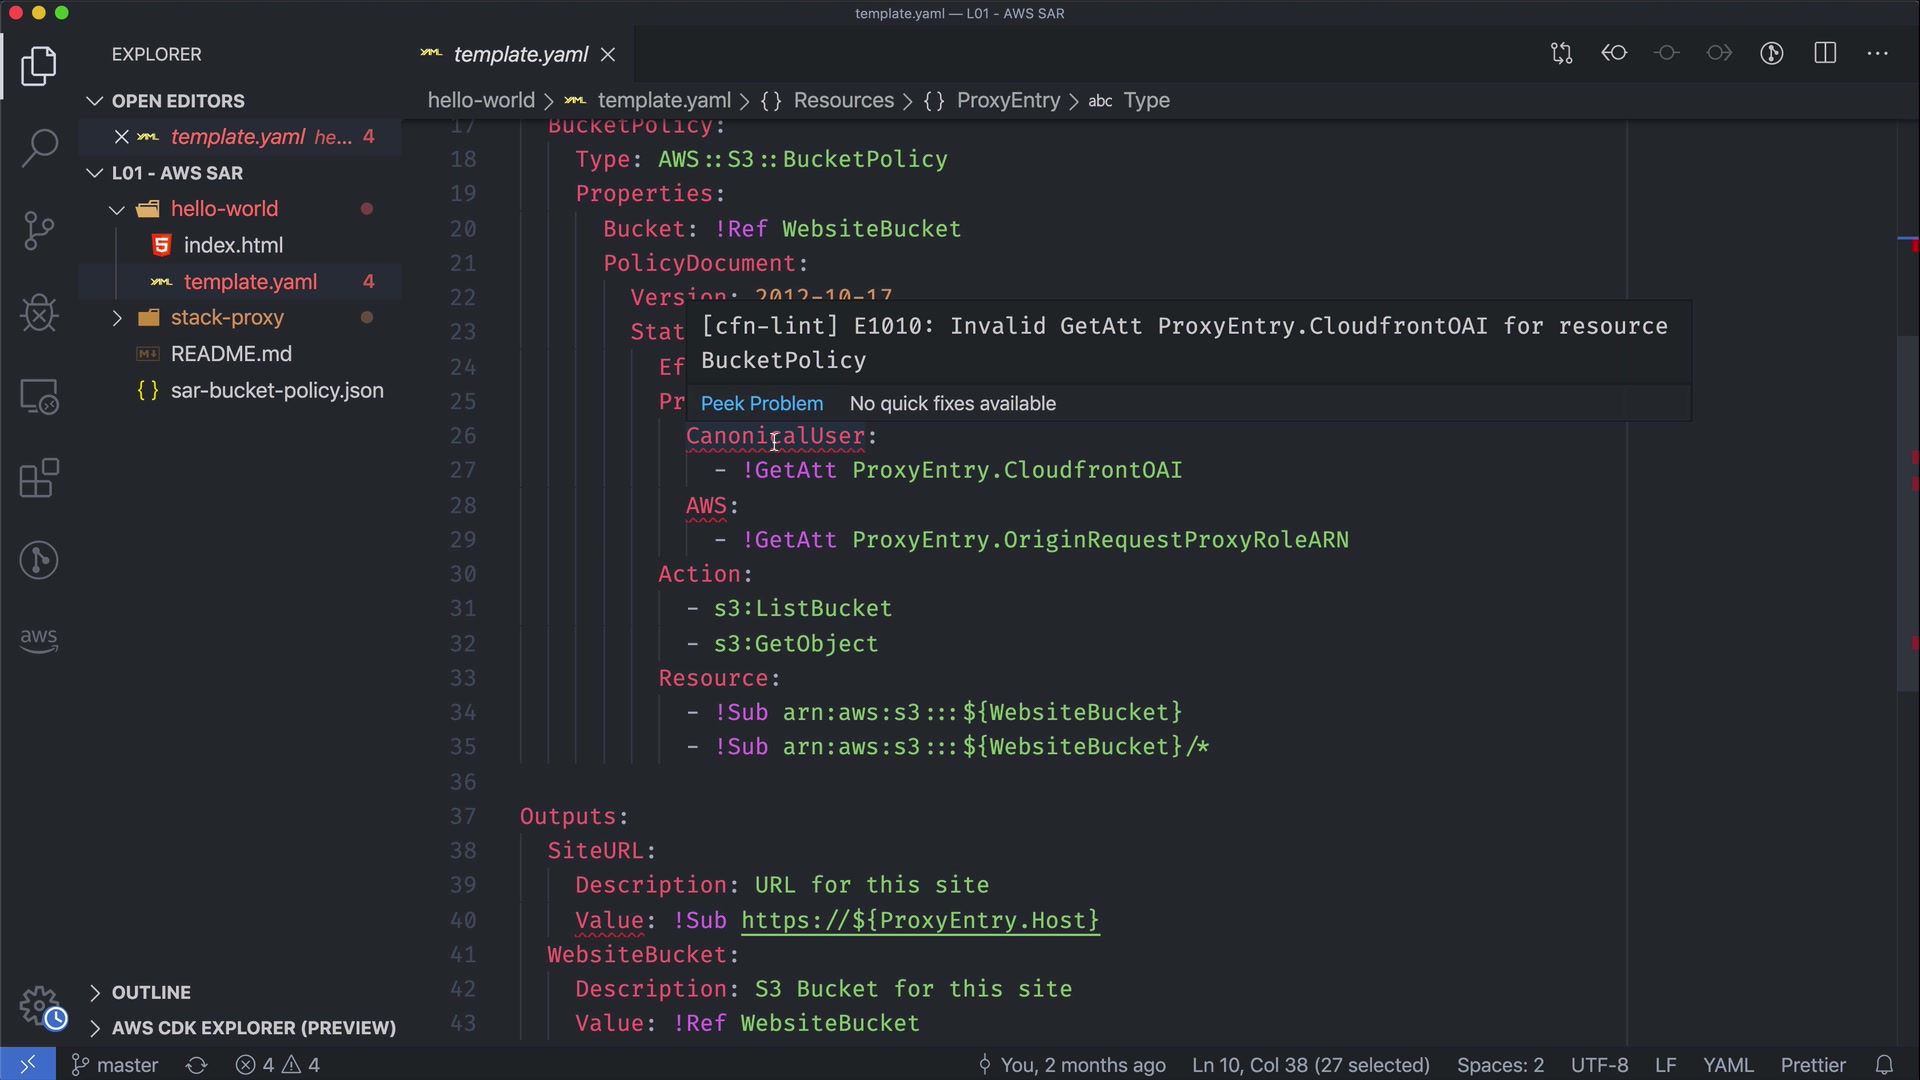 template.yaml — L01 - AWS SAR
EXPLORER
YAML template.yaml
OPEN EDITORS
YAML template.yaml he... 4
L01 - AWS SAR
hello-world
5 index.html
YAML template.yaml 4
stack-proxy
M README.md
{ } sar-bucket-policy.json
aws
OUTLINE
AWS CDK EXPLORER (PREVIEW)
hello-world > YAML template.yaml > { } Resources > { } ProxyEntry > abc Type
17 BucketPolicy:
18 Type: AWS::S3::BucketPolicy
19 Properties:
20 Bucket: !Ref WebsiteBucket
21 PolicyDocument:
22 Version: 2012-10-17
23 Stat
[cfn-lint] E1010: Invalid GetAtt ProxyEntry.CloudfrontOAI for resource
BucketPolicy
24 Ef
25 Pr
Peek Problem No quick fixes available
26 CanonicalUser:
27 - !GetAtt ProxyEntry.CloudfrontOAI
28 AWS:
29 - !GetAtt ProxyEntry.OriginRequestProxyRoleARN
30 Action:
31 - s3:ListBucket
32 - s3:GetObject
33 Resource:
34 - !Sub arn:aws:s3:::${WebsiteBucket}
35 - !Sub arn:aws:s3:::${WebsiteBucket}/*
36
37 Outputs:
38 SiteURL:
39 Description: URL for this site
40 Value: !Sub https://${ProxyEntry.Host}
41 WebsiteBucket:
42 Description: S3 Bucket for this site
43 Value: !Ref WebsiteBucket
master 4 4 You, 2 months ago Ln 10, Col 38 (27 selected) Spaces: 2 UTF-8 LF YAML Prettier